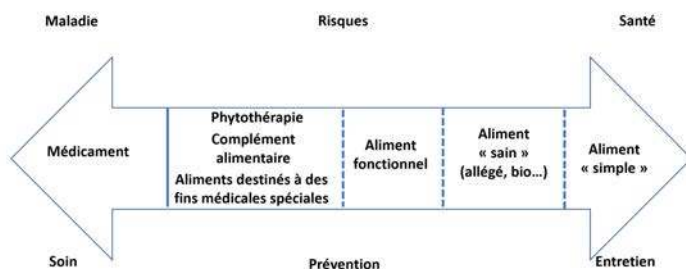 Maladie
Risques
Santé
Médicament
Phytothérapie
Complément
alimentaire
Aliments destinés à des
fins médicales spéciales
Aliment
fonctionnel
Aliment
« sain »
(allégé, bio…)
Aliment
« simple »
Soin
Prévention
Entretien